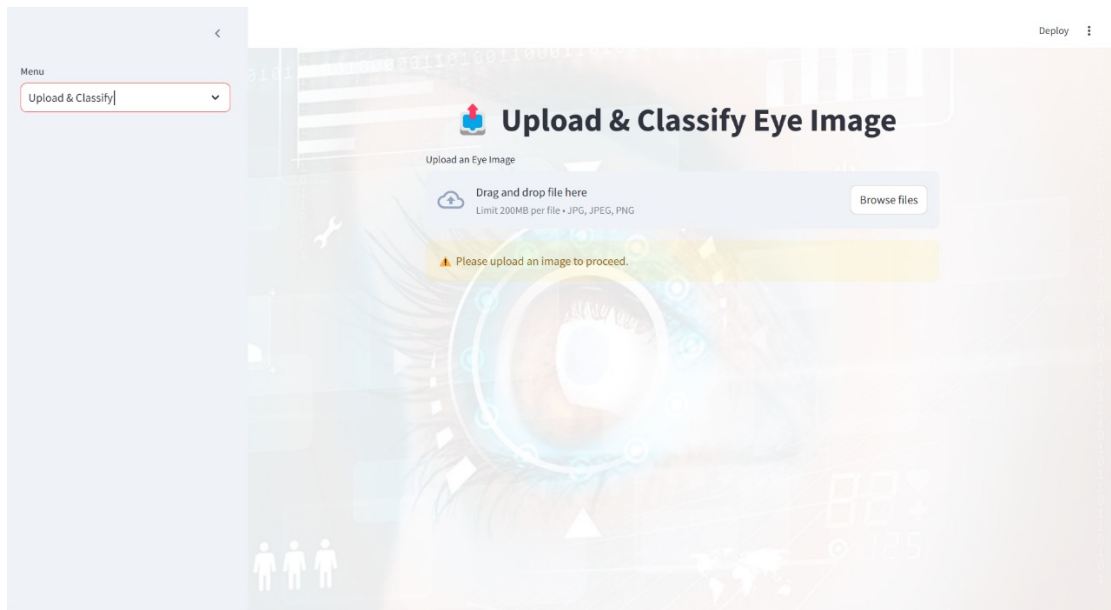 Deploy
Menu
Upload & Classify
Upload & Classify Eye Image
Upload an Eye Image
Drag and drop file here
Limit 200MB per file • JPG, JPEG, PNG
Browse files
Please upload an image to proceed.
125